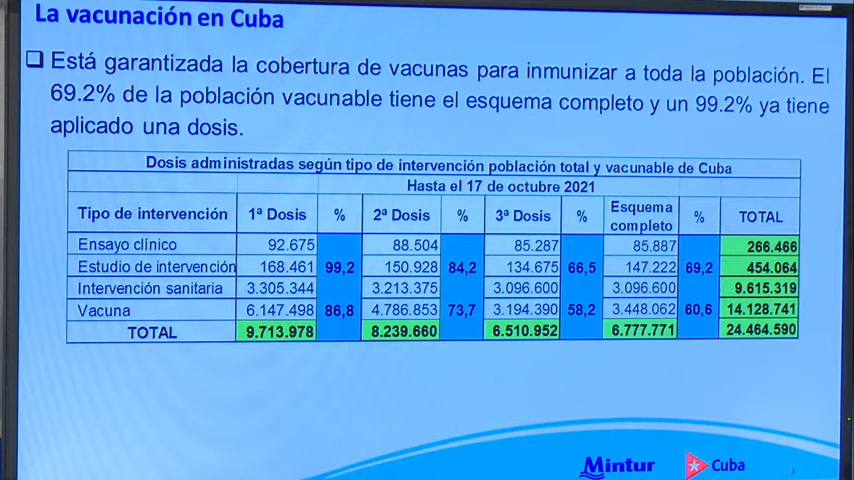 La vacunación en Cuba
❑ Está garantizada la cobertura de vacunas para inmunizar a toda la población. El
69.2% de la población vacunable tiene el esquema completo y un 99.2% ya tiene
aplicado una dosis.
Dosis administradas según tipo de intervención población total y vacunable de Cuba
Hasta el 17 de octubre 2021
Tipo de intervención 1ª Dosis % 2ª Dosis % 3ª Dosis % Esquema completo % TOTAL
Ensayo clínico 92.675 88.504 85.287 85.887 266.466
Estudio de intervención 168.461 99,2 150.928 84,2 134.675 66,5 147.222 69,2 454.064
Intervención sanitaria 3.305.344 3.213.375 3.096.600 3.096.600 9.615.319
Vacuna 6.147.498 86,8 4.786.853 73,7 3.194.390 58,2 3.448.062 60,6 14.128.741
TOTAL 9.713.978 8.239.660 6.510.952 6.777.771 24.464.590
Mintur Cuba
3